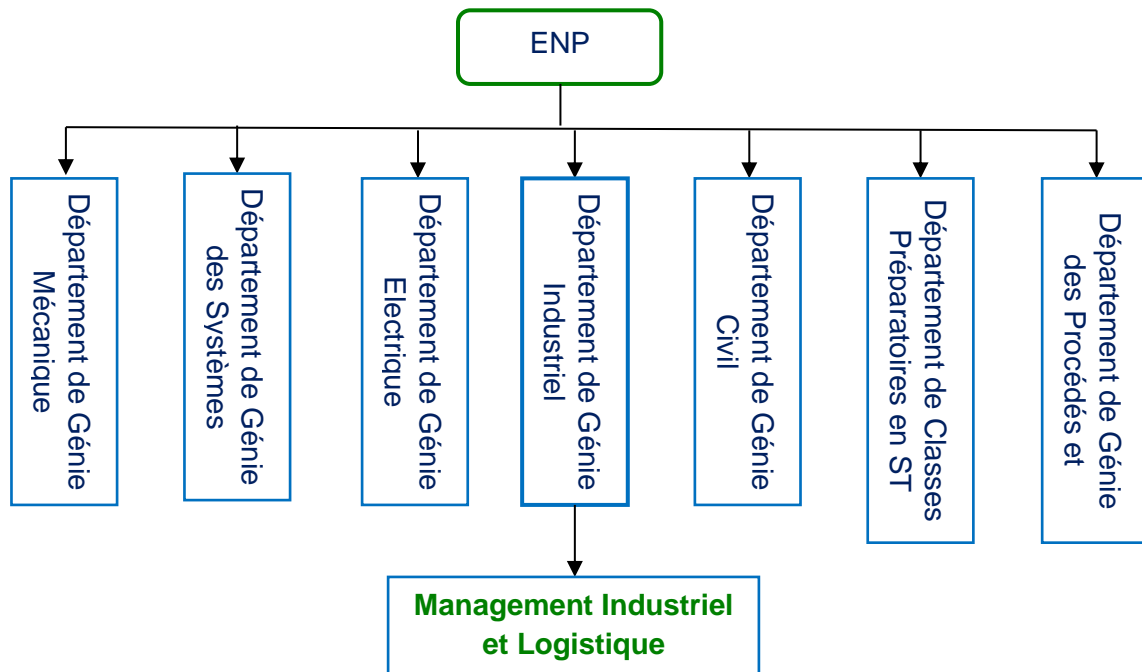 ENP
Département de Génie
Mécanique
Département de Génie
des Systèmes
Département de Génie
Electrique
Département de Génie
Industriel
Département de Génie
Civil
Département de Classes
Préparatoires en ST
Département de Génie
des Procédés et
Management Industriel
et Logistique